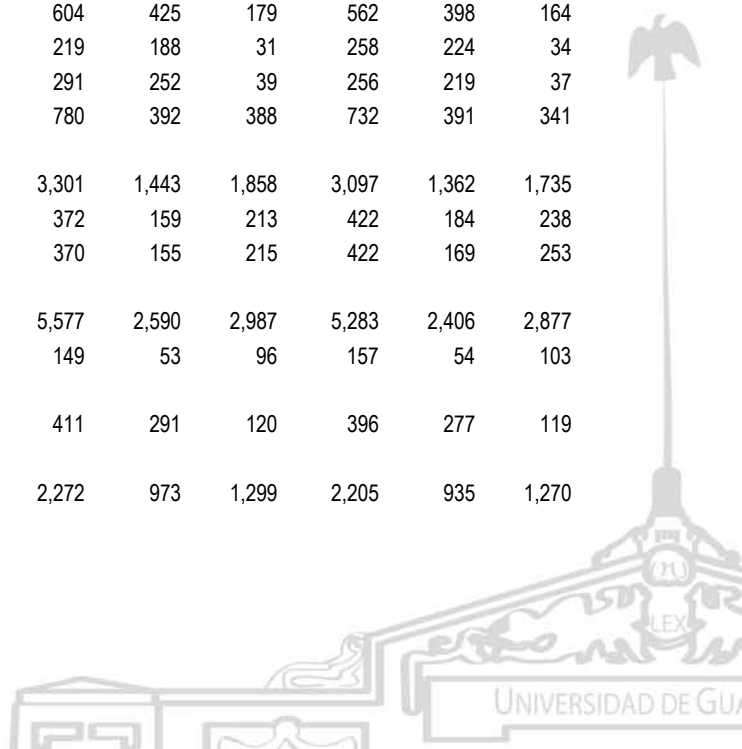 604 425 179 562 398 164
219 188 31 258 224 34
291 252 39 256 219 37
780 392 388 732 391 341
3,301 1,443 1,858 3,097 1,362 1,735
372 159 213 422 184 238
370 155 215 422 169 253
5,577 2,590 2,987 5,283 2,406 2,877
149 53 96 157 54 103
411 291 120 396 277 119
2,272 973 1,299 2,205 935 1,270
LEX
UNIVERSIDAD DE GUA